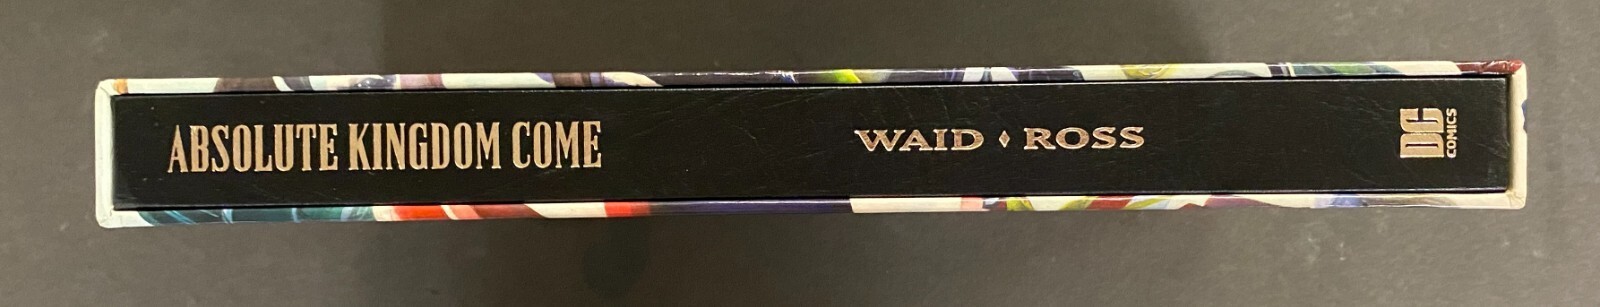 ABSOLUTE KINGDOM COME
WAID ♦ ROSS
DC
COMICS